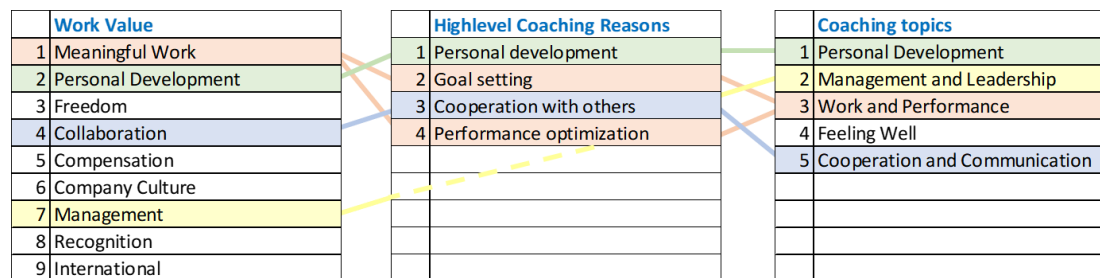 Work Value
1 Meaningful Work
2 Personal Development
3 Freedom
4 Collaboration
5 Compensation
6 Company Culture
7 Management
8 Recognition
9 International
Highlevel Coaching Reasons
1 Personal development
2 Goal setting
3 Cooperation with others
4 Performance optimization
Coaching topics
1 Personal Development
2 Management and Leadership
3 Work and Performance
4 Feeling Well
5 Cooperation and Communication